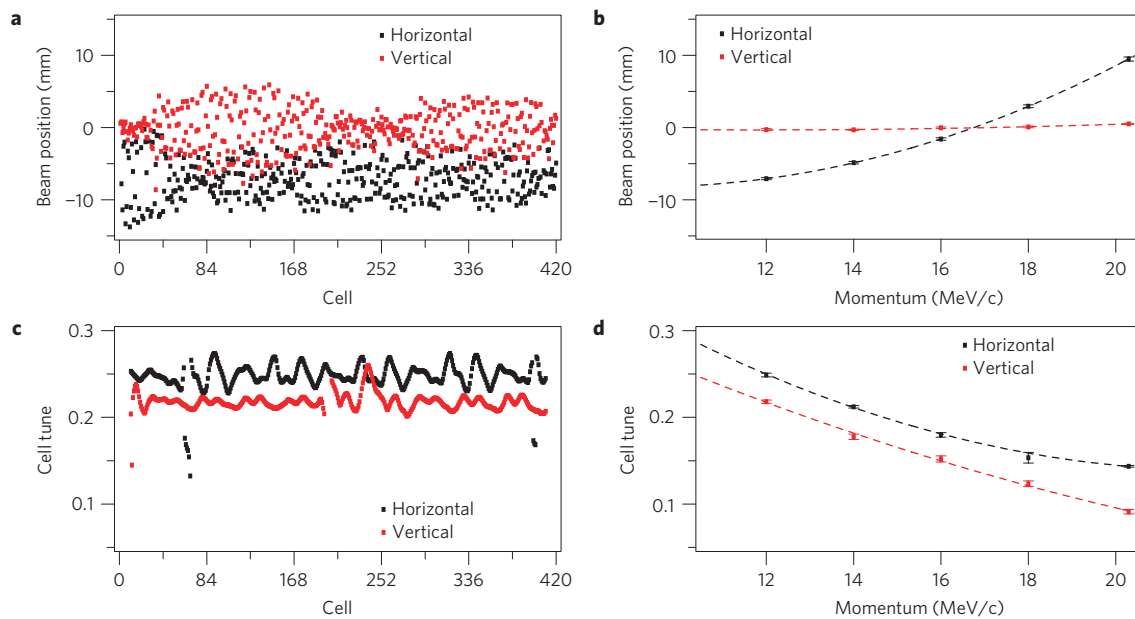 a
Horizontal
Vertical
10
0
−10
Beam position (mm)
0 84 168 252 336 420
Cell
b
Horizontal
Vertical
10
0
−10
Beam position (mm)
12 14 16 18 20
Momentum (MeV/c)
c
0.3
0.2
0.1
Cell tune
Horizontal
Vertical
0 84 168 252 336 420
Cell
d
0.3
0.2
0.1
Cell tune
Horizontal
Vertical
12 14 16 18 20
Momentum (MeV/c)